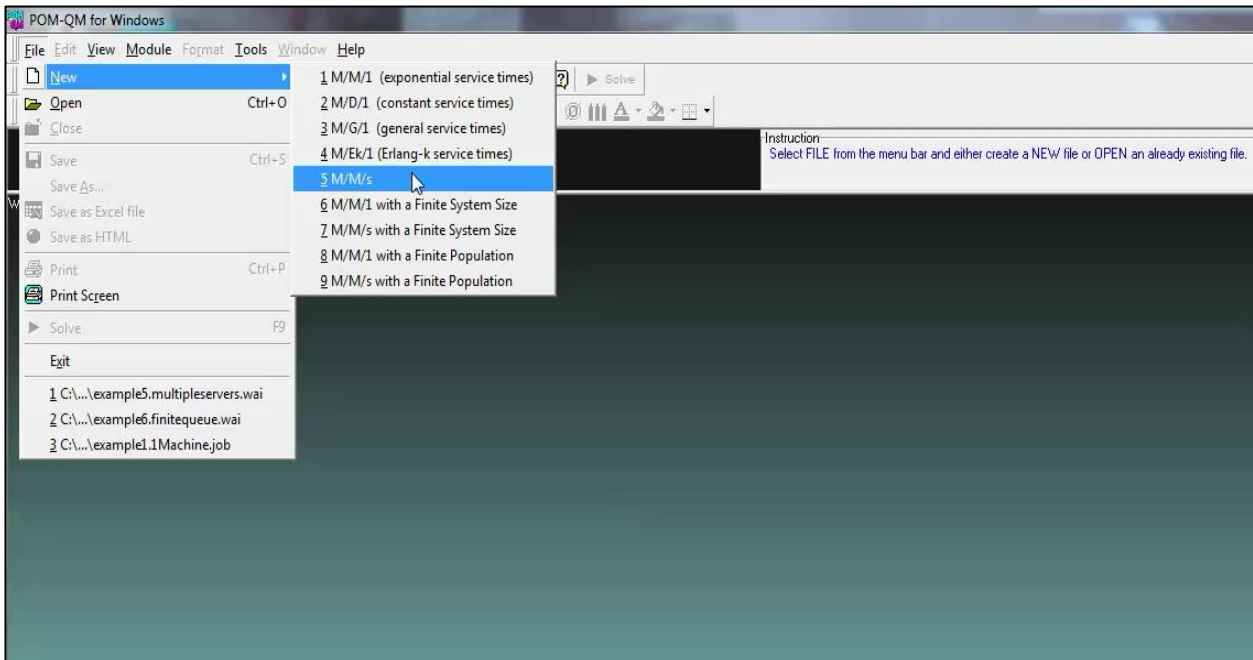 POM-QM for Windows
File Edit View Module Format Tools Window Help
New
Open Ctrl+O
Close
Save Ctrl+S
Save As...
Save as Excel file
Save as HTML
Print Ctrl+P
Print Screen
Solve F9
Exit
1 C:\...\example5.multipleservers.wai
2 C:\...\example6.finitequeue.wai
3 C:\...\example1.1Machine.job
1 M/M/1 (exponential service times)
2 M/D/1 (constant service times)
3 M/G/1 (general service times)
4 M/Ek/1 (Erlang-k service times)
5 M/M/s
6 M/M/1 with a Finite System Size
7 M/M/s with a Finite System Size
8 M/M/1 with a Finite Population
9 M/M/s with a Finite Population
Solve
Instruction
Select FILE from the menu bar and either create a NEW file or OPEN an already existing file.